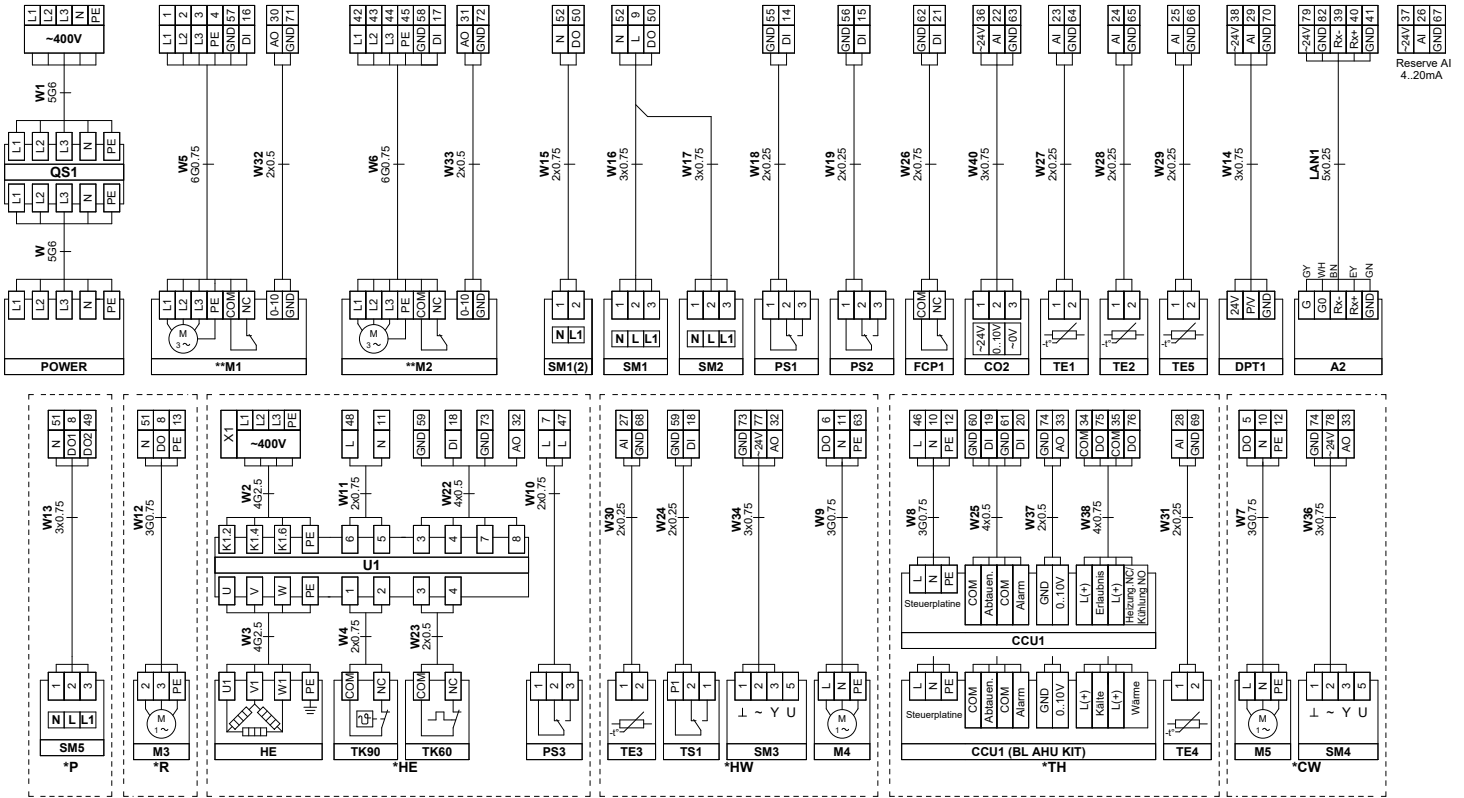 L1 L2 L3 N PE
~400V
W1
5G6
L1 L2 L3 N PE
QS1
L1 L2 L3 N PE
W
5G6
L1 L2 L3 N PE
POWER
L1 1
L2 2
L3 3
PE 4
GND 57
DI 16
AO 30
GND 71
W5
6G0.75
W32
2x0.5
L1 L2 L3 PE COM NC
0-10 GND
M
3~
**M1
L1 42
L2 43
L3 44
PE 45
GND 58
DI 17
AO 31
GND 72
W6
6G0.75
W33
2x0.5
L1 L2 L3 PE COM NC
0-10 GND
M
3~
**M2
N 52
DO 50
W15
2x0.75
1 2
N L1
SM1(2)
N 52
L 9
DO 50
W16
3x0.75
1 2 3
N L L1
SM1
W17
3x0.75
1 2 3
N L L1
SM2
GND 55
DI 14
W18
2x0.25
1 2 3
PS1
GND 56
DI 15
W19
2x0.25
1 2 3
PS2
GND 62
DI 21
W26
2x0.75
COM NC
FCP1
~24V 36
AI 22
GND 63
W40
3x0.75
1 2 3
~24V
0..10V
~0V
CO2
AI 23
GND 64
W27
2x0.25
1 2
-t°
TE1
AI 24
GND 65
W28
2x0.25
1 2
-t°
TE2
AI 25
GND 66
W29
2x0.25
1 2
-t°
TE5
~24V 38
AI 29
GND 70
W14
3x0.75
24V P/V GND
DPT1
~24V 79
GND 82
Rx- 39
Rx+ 40
GND 41
LAN1
5x0.25
GY WH BN EY GN
G G0 Rx- Rx+ GND
A2
~24V 37
AI 26
GND 67
Reserve AI
4..20mA
N 51
DO1 8
DO2 49
W13
3x0.75
1 2 3
N L L1
SM5
*P
N 51
DO 8
PE 13
W12
3G0.75
2 3 PE
M
1~
M3
*R
X1
L1 L2 L3 PE
~400V
W2
4G2.5
L 48
N 11
W11
2x0.75
GND 59
DI 18
GND 73
AO 32
W22
4x0.5
L 7
L 47
W10
2x0.75
K1.2 K1.4 K1.6 PE 6 5 3 4 7 8
U1
U V W PE 1 2 3 4
W3
4G2.5
W4
2x0.75
W23
2x0.5
U1 V1 W1 PE
HE
COM NC
TK90
COM NC
TK60
1 2 3
PS3
*HE
AI 27
GND 68
W30
2x0.25
1 2
-t°
TE3
GND 59
DI 18
W24
2x0.25
P1 2 1
TS1
GND 73
~24V 77
AO 32
W34
3x0.75
1 2 3 5
⊥ ~ Y U
SM3
DO 6
N 11
PE 63
W9
3G0.75
L N PE
M
1~
M4
*HW
L 46
N 10
PE 12
W8
3G0.75
GND 60
DI 19
GND 61
DI 20
W25
4x0.5
GND 74
AO 33
W37
2x0.5
COM 34
DO 75
COM 35
DO 76
W38
4x0.75
L N PE
Steuerplatine
COM
Abtauen.
COM
Alarm
GND
0..10V
L(+)
Erlaubnis
L(+)
Heizung.NC/
Kühlung NO
CCU1
L N PE
Steuerplatine
COM
Abtauen.
COM
Alarm
GND
0..10V
L(+)
Kälte
L(+)
Wärme
CCU1 (BL AHU KIT)
AI 28
GND 69
W31
2x0.25
1 2
-t°
TE4
*TH
DO 5
N 10
PE 12
W7
3G0.75
L N PE
M
1~
M5
GND 74
~24V 78
AO 33
W36
3x0.75
1 2 3 5
⊥ ~ Y U
SM4
*CW